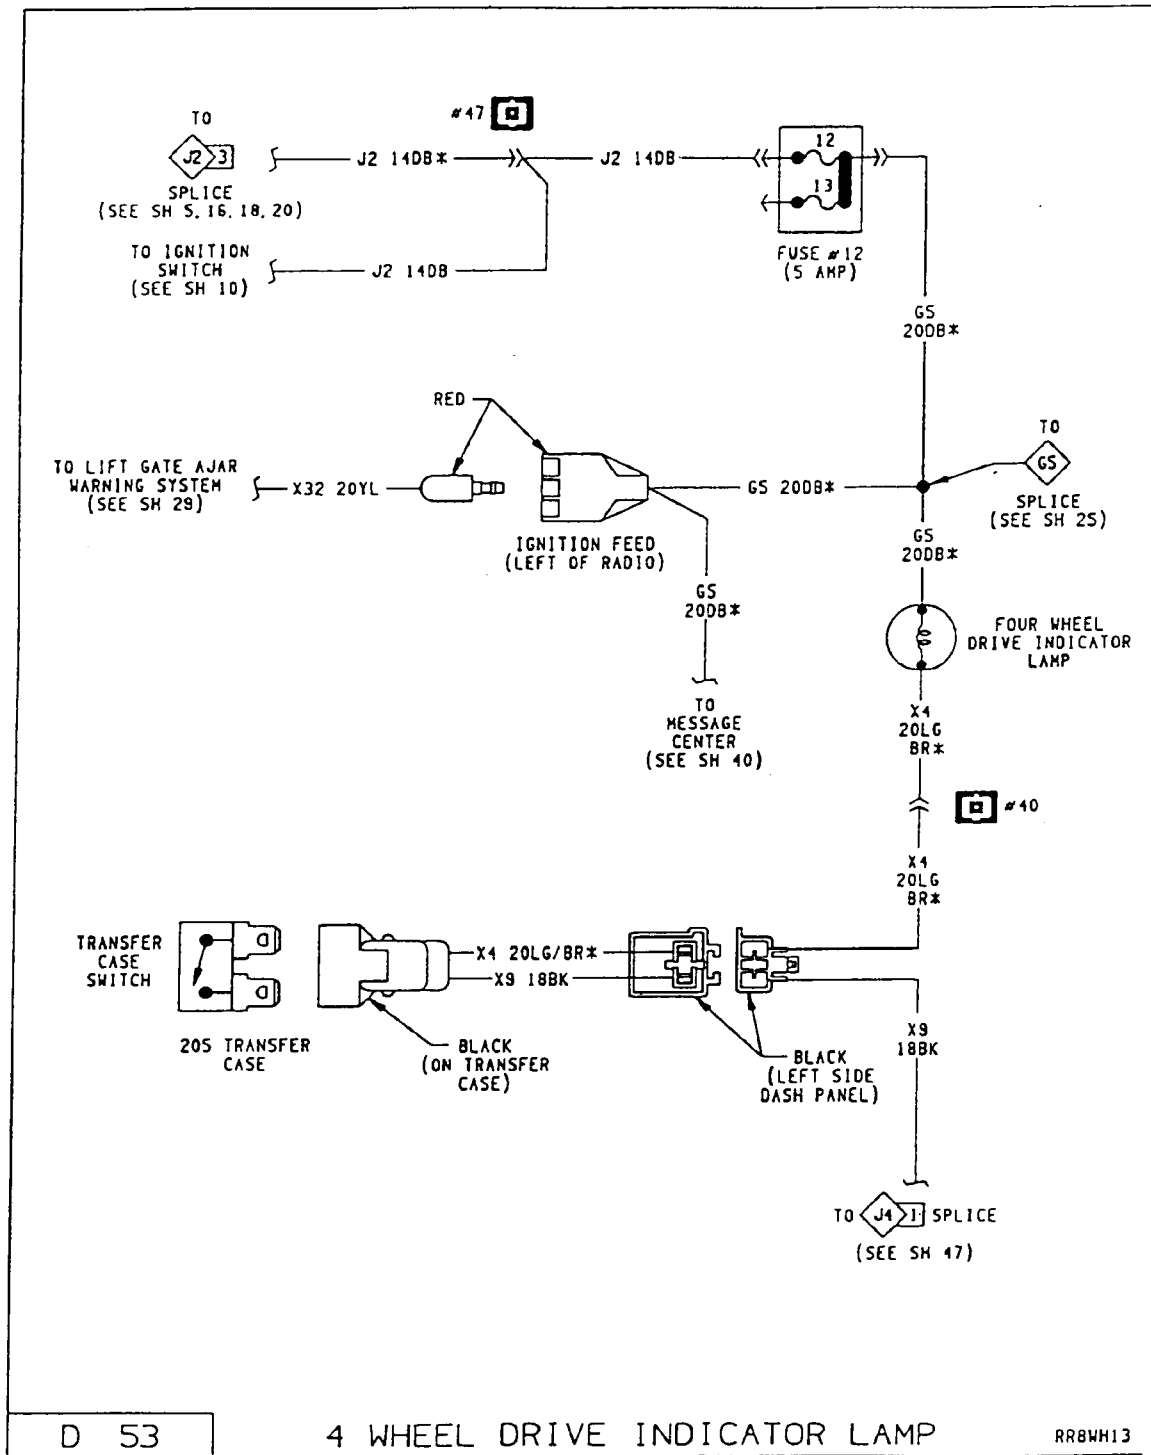 #47
TO
J2 3
SPLICE
(SEE SH 5, 16, 18, 20)
J2 14DB*
J2 14DB
12
13
FUSE #12
(5 AMP)
TO IGNITION
SWITCH
(SEE SH 10)
J2 14DB
G5
20DB*
RED
TO LIFT GATE AJAR
WARNING SYSTEM
(SEE SH 29)
X32 20YL
IGNITION FEED
(LEFT OF RADIO)
G5 20DB*
TO
G5
SPLICE
(SEE SH 25)
G5
20DB*
G5
20DB*
FOUR WHEEL
DRIVE INDICATOR
LAMP
TO
MESSAGE
CENTER
(SEE SH 40)
X4
20LG
BR*
#40
X4
20LG
BR*
TRANSFER
CASE
SWITCH
205 TRANSFER
CASE
X4 20LG/BR*
X9 18BK
BLACK
(ON TRANSFER
CASE)
BLACK
(LEFT SIDE
DASH PANEL)
X9
18BK
TO J4 1 SPLICE
(SEE SH 47)
D 53
4 WHEEL DRIVE INDICATOR LAMP
RR8WH13